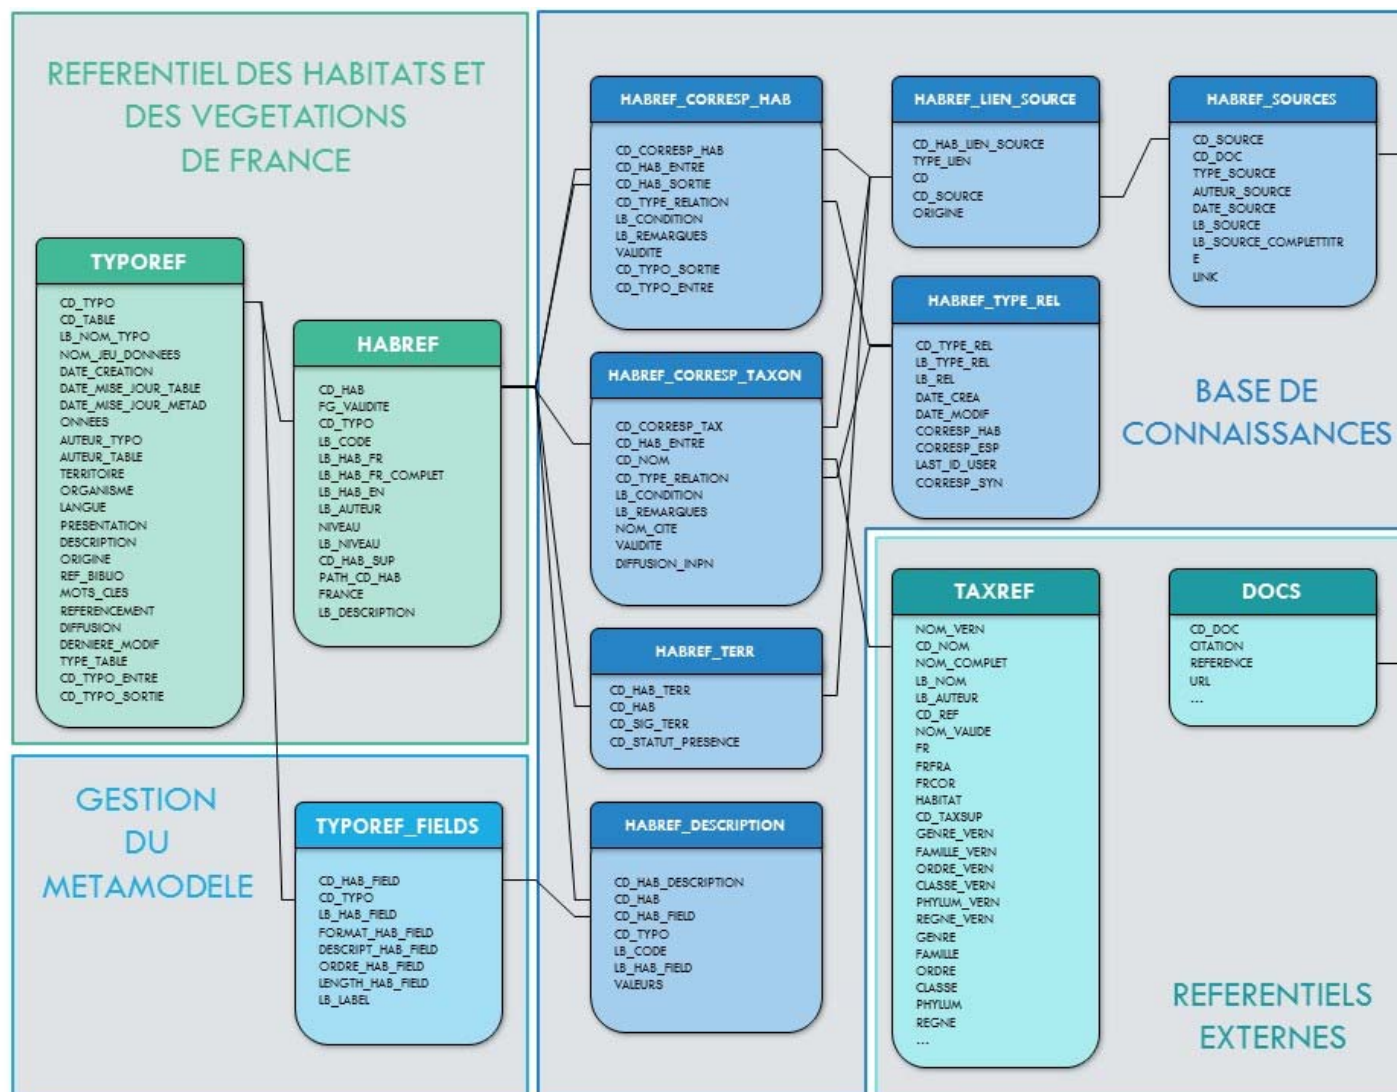 REFERENTIEL DES HABITATS ET
DES VEGETATIONS
DE FRANCE
TYPOREF
CD_TYPO
CD_TABLE
LB_NOM_TYPO
NOM_JEU_DONNEES
DATE_CREATION
DATE_MISE_JOUR_TABLE
DATE_MISE_JOUR_METAD
ONNEES
AUTEUR_TYPO
AUTEUR_TABLE
TERRITOIRE
ORGANISME
LANGUE
PRESENTATION
DESCRIPTION
ORIGINE
REF_BIBLIO
MOTS_CLES
REFERENCEMENT
DIFFUSION
DERNIERE_MODIF
TYPE_TABLE
CD_TYPO_ENTRE
CD_TYPO_SORTIE
HABREF
CD_HAB
FG_VALIDITE
CD_TYPO
LB_CODE
LB_HAB_FR
LB_HAB_FR_COMPLET
LB_HAB_EN
LB_AUTEUR
NIVEAU
LB_NIVEAU
CD_HAB_SUP
PATH_CD_HAB
FRANCE
LB_DESCRIPTION
GESTION
DU
METAMODELE
TYPOREF_FIELDS
CD_HAB_FIELD
CD_TYPO
LB_HAB_FIELD
FORMAT_HAB_FIELD
DESCRIPT_HAB_FIELD
ORDRE_HAB_FIELD
LENGTH_HAB_FIELD
LB_LABEL
HABREF_CORRESP_HAB
CD_CORRESP_HAB
CD_HAB_ENTRE
CD_HAB_SORTIE
CD_TYPE_RELATION
LB_CONDITION
LB_REMARQUES
VALIDITE
CD_TYPO_SORTIE
CD_TYPO_ENTRE
HABREF_CORRESP_TAXON
CD_CORRESP_TAX
CD_HAB_ENTRE
CD_NOM
CD_TYPE_RELATION
LB_CONDITION
LB_REMARQUES
NOM_CITE
VALIDITE
DIFFUSION_INPN
HABREF_TERR
CD_HAB_TERR
CD_HAB
CD_SIG_TERR
CD_STATUT_PRESENCE
HABREF_DESCRIPTION
CD_HAB_DESCRIPTION
CD_HAB
CD_HAB_FIELD
CD_TYPO
LB_CODE
LB_HAB_FIELD
VALEURS
HABREF_LIEN_SOURCE
CD_HAB_LIEN_SOURCE
TYPE_LIEN
CD
CD_SOURCE
ORIGINE
HABREF_SOURCES
CD_SOURCE
CD_DOC
TYPE_SOURCE
AUTEUR_SOURCE
DATE_SOURCE
LB_SOURCE
LB_SOURCE_COMPLETTITR
E
LINK
HABREF_TYPE_REL
CD_TYPE_REL
LB_TYPE_REL
LB_REL
DATE_CREA
DATE_MODIF
CORRESP_HAB
CORRESP_ESP
LAST_ID_USER
CORRESP_SYN
BASE DE
CONNAISSANCES
TAXREF
NOM_VERN
CD_NOM
NOM_COMPLET
LB_NOM
LB_AUTEUR
CD_REF
NOM_VALIDE
FR
FRFRA
FRCOR
HABITAT
CD_TAXSUP
GENRE_VERN
FAMILLE_VERN
ORDRE_VERN
CLASSE_VERN
PHYLUM_VERN
REGNE_VERN
GENRE
FAMILLE
ORDRE
CLASSE
PHYLUM
REGNE
...
DOCS
CD_DOC
CITATION
REFERENCE
URL
...
REFERENTIELS
EXTERNES